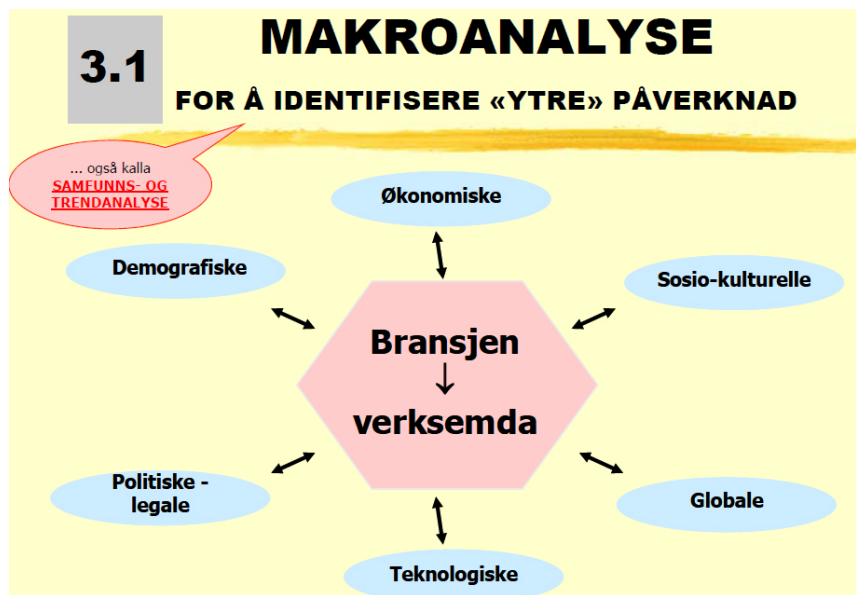 3.1
MAKROANALYSE
FOR Å IDENTIFISERE «YTRE» PÅVERKNAD
... også kalla
SAMFUNNS- OG
TRENDANALYSE
Økonomiske
Demografiske
Sosio-kulturelle
Bransjen
↓
verksemda
Politiske -
legale
Globale
Teknologiske